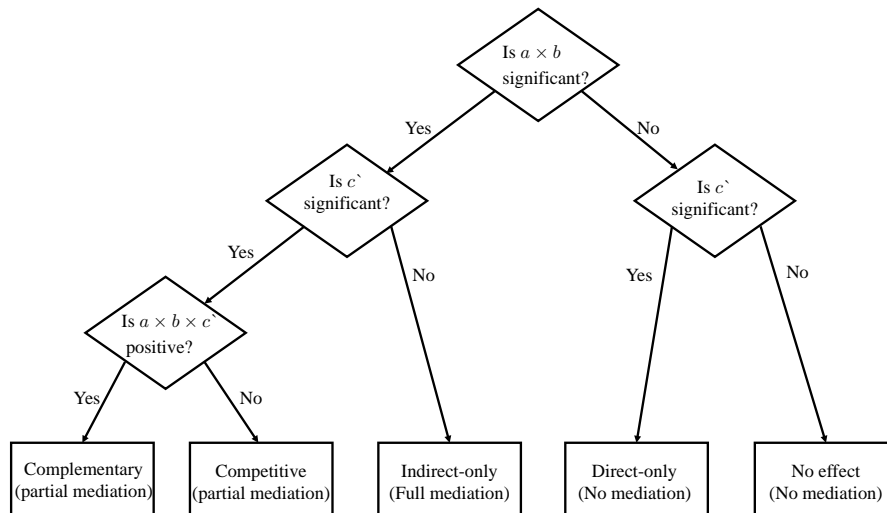 Is a × b
significant?
Yes
No
Is c`
significant?
Is c`
significant?
Yes
No
Yes
No
Is a × b × c`
positive?
Yes
No
Complementary
(partial mediation)
Competitive
(partial mediation)
Indirect-only
(Full mediation)
Direct-only
(No mediation)
No effect
(No mediation)